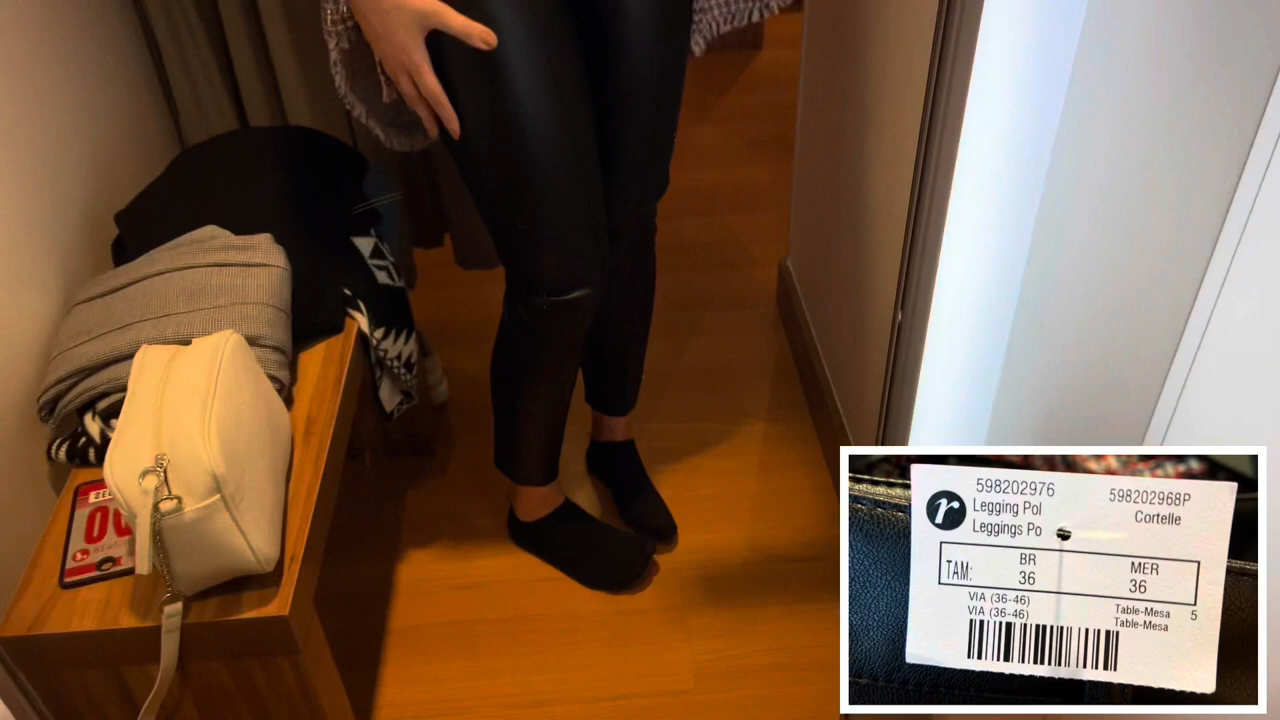 598202976
Legging Pol
Leggings Po
598202968P
Cortelle
TAM:
BR
36
MER
36
VIA (36-46)
VIA (36-46)
Table-Mesa 5
Table-Mesa
r